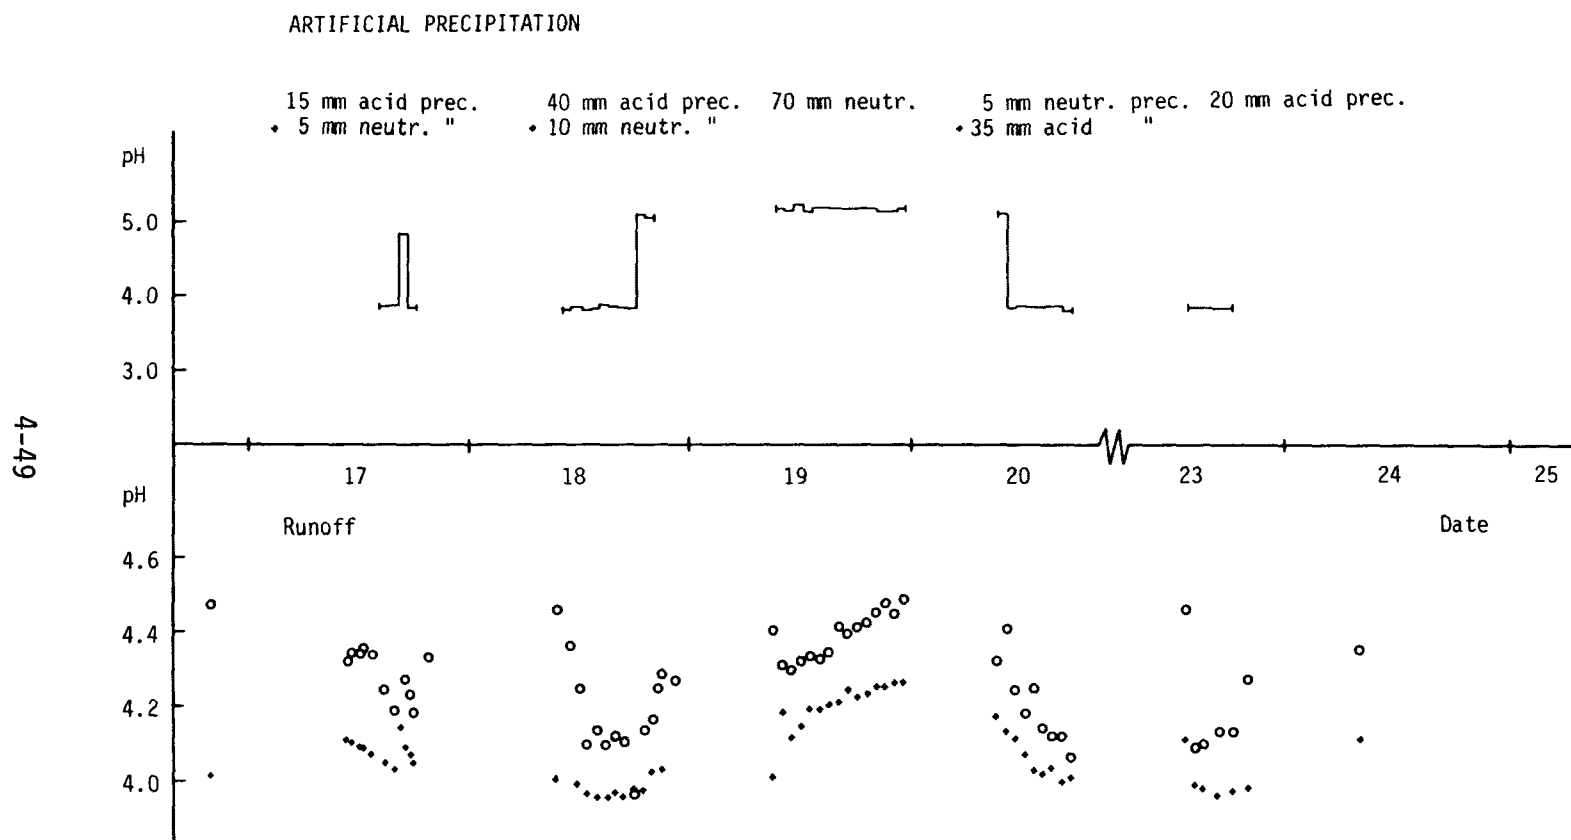 ARTIFICIAL PRECIPITATION
15 mm acid prec. 40 mm acid prec. 70 mm neutr. 5 mm neutr. prec. 20 mm acid prec.
+ 5 mm neutr. " + 10 mm neutr. " + 35 mm acid "
pH
5.0
4.0
3.0
17 18 19 20 23 24 25
pH
Runoff
Date
4.6
4.4
4.2
4.0
4-49